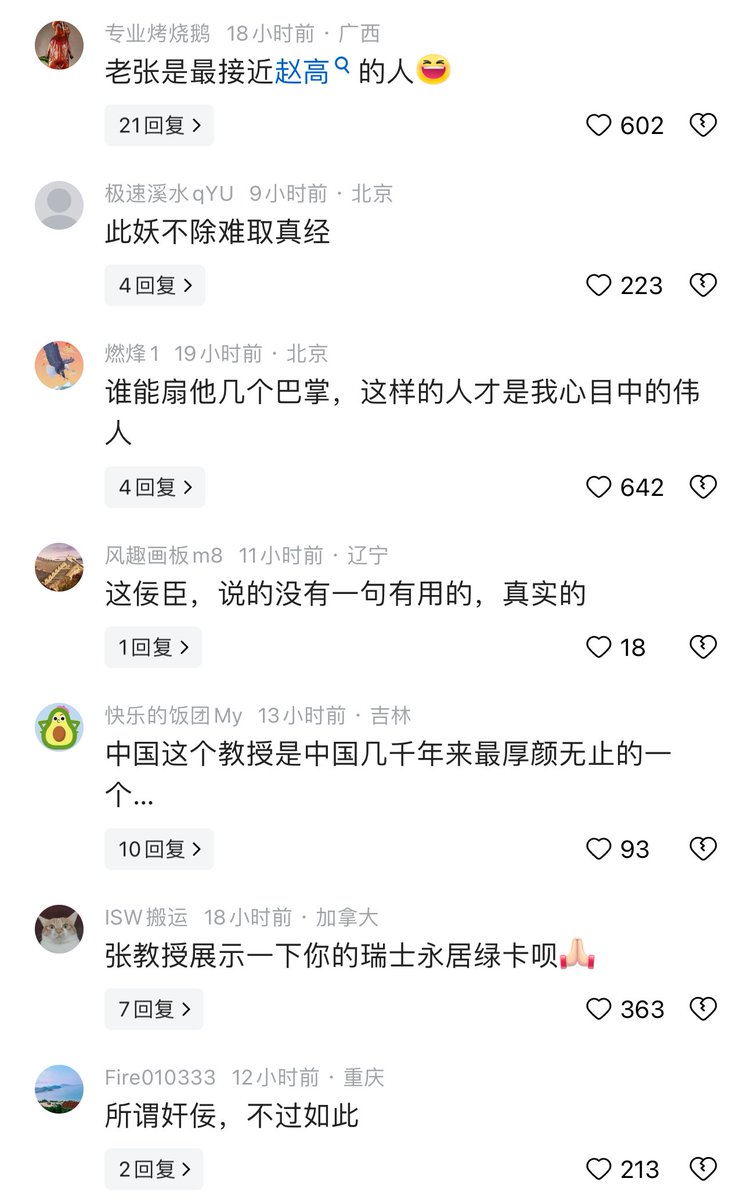 专业烤烧鹅 18小时前 · 广西
老张是最接近赵高的人😆
21回复 >
602
极速溪水qYU 9小时前 · 北京
此妖不除难取真经
4回复 >
223
燃烽1 19小时前 · 北京
谁能扇他几个巴掌，这样的人才是我心目中的伟
人
4回复 >
642
风趣画板m8 11小时前 · 辽宁
这佞臣，说的没有一句有用的，真实的
1回复 >
18
快乐的饭团My 13小时前 · 吉林
中国这个教授是中国几千年来最厚颜无止的一
个...
10回复 >
93
ISW搬运 18小时前 · 加拿大
张教授展示一下你的瑞士永居绿卡呗🙏🏻
7回复 >
363
Fire010333 12小时前 · 重庆
所谓奸佞，不过如此
2回复 >
213